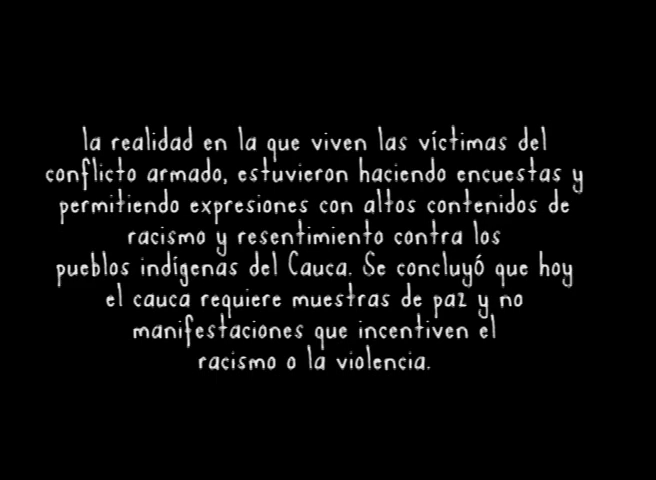 la realidad en la que viven las víctimas del
conflicto armado, estuvieron haciendo encuestas y
permitiendo expresiones con altos contenidos de
racismo y resentimiento contra los
pueblos indígenas del Cauca. Se concluyó que hoy
el cauca requiere muestras de paz y no
manifestaciones que incentiven el
racismo o la violencia.